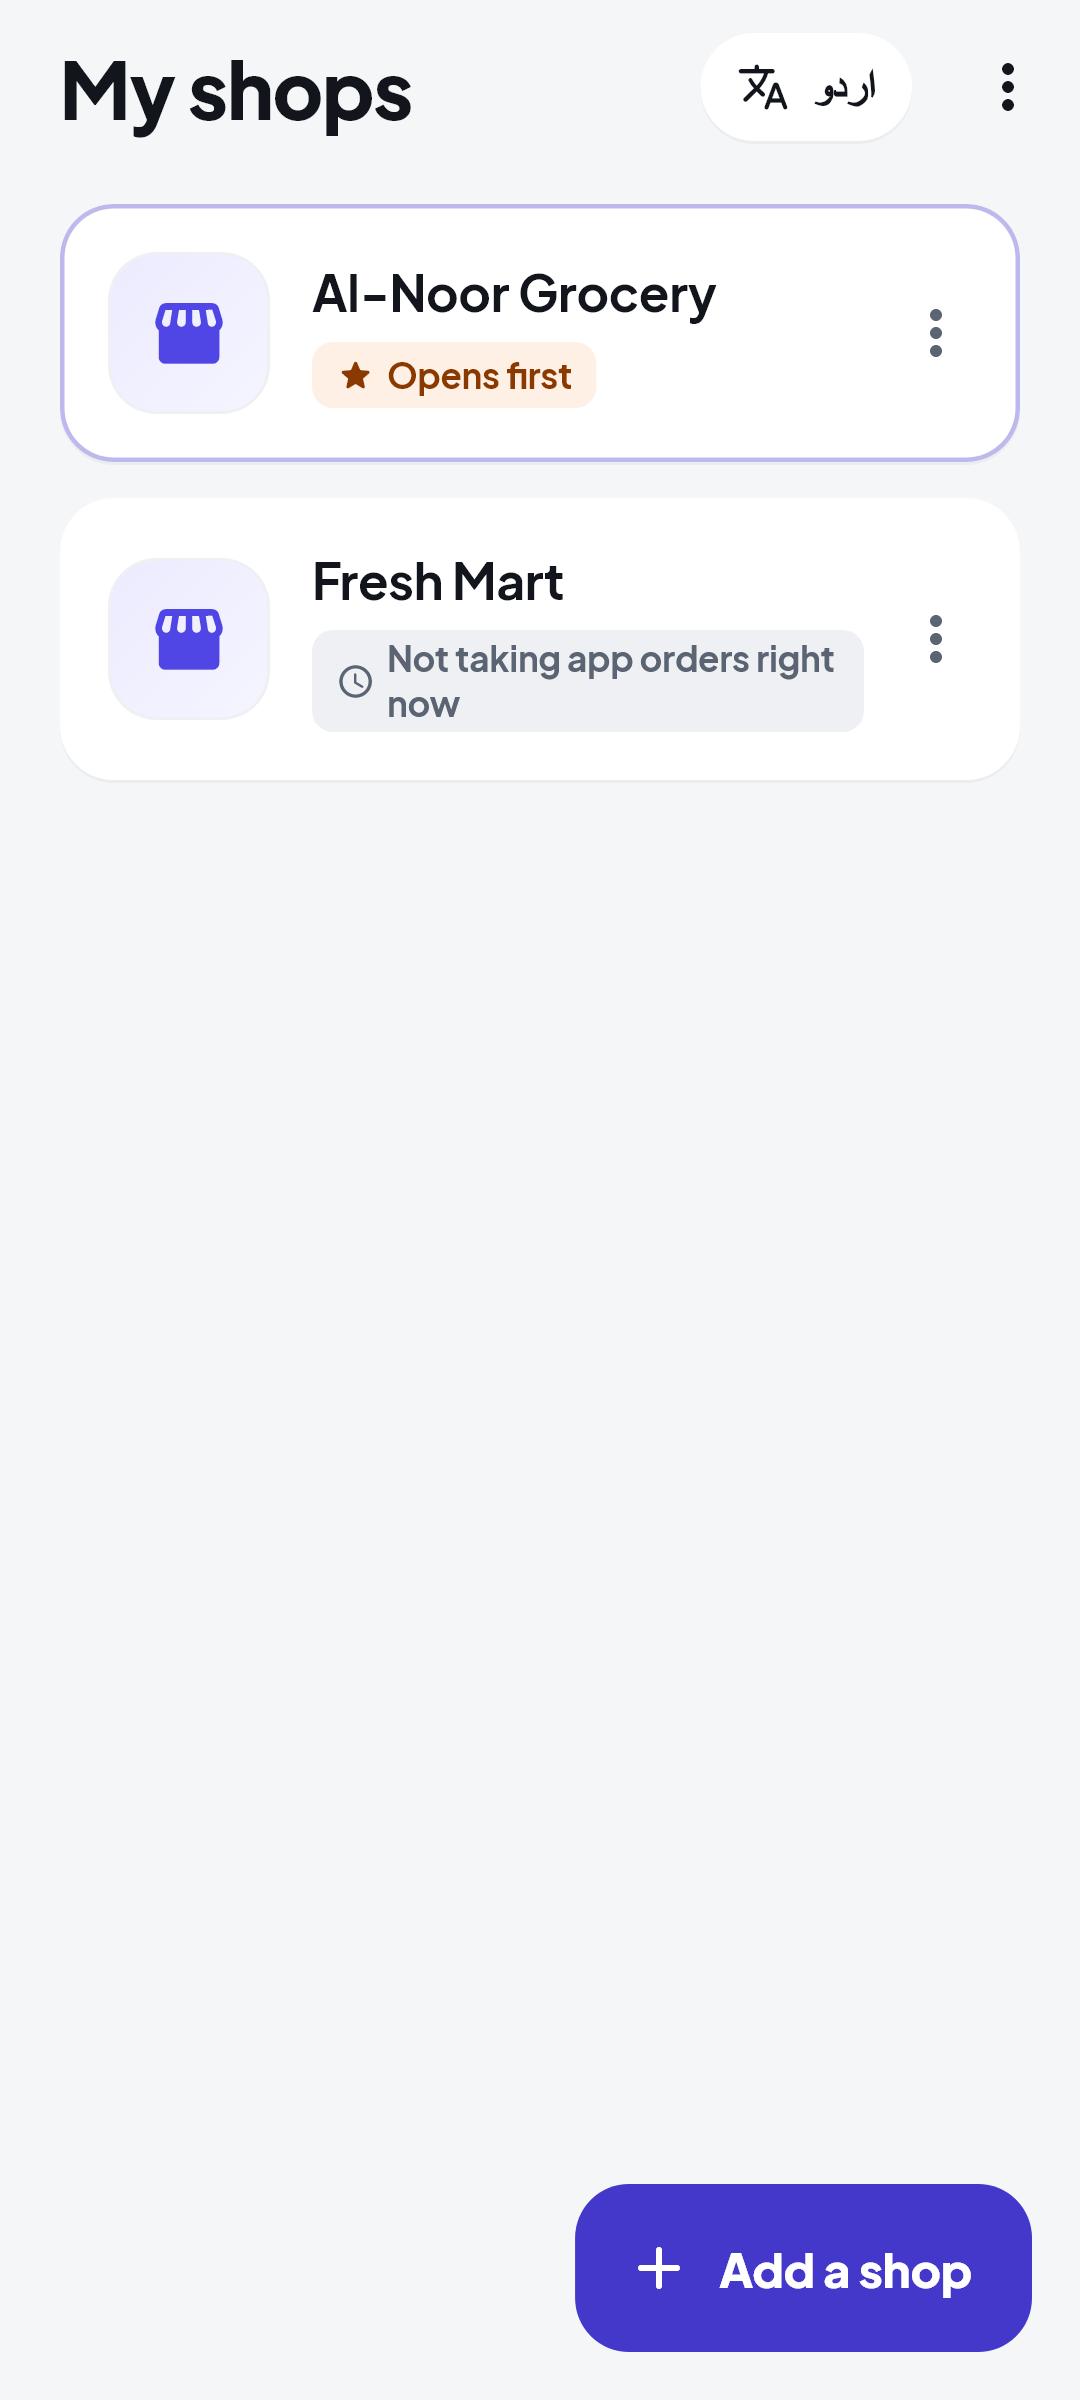 My shops
اردو
Al-Noor Grocery
Opens first
Fresh Mart
Not taking app orders right
now
Add a shop